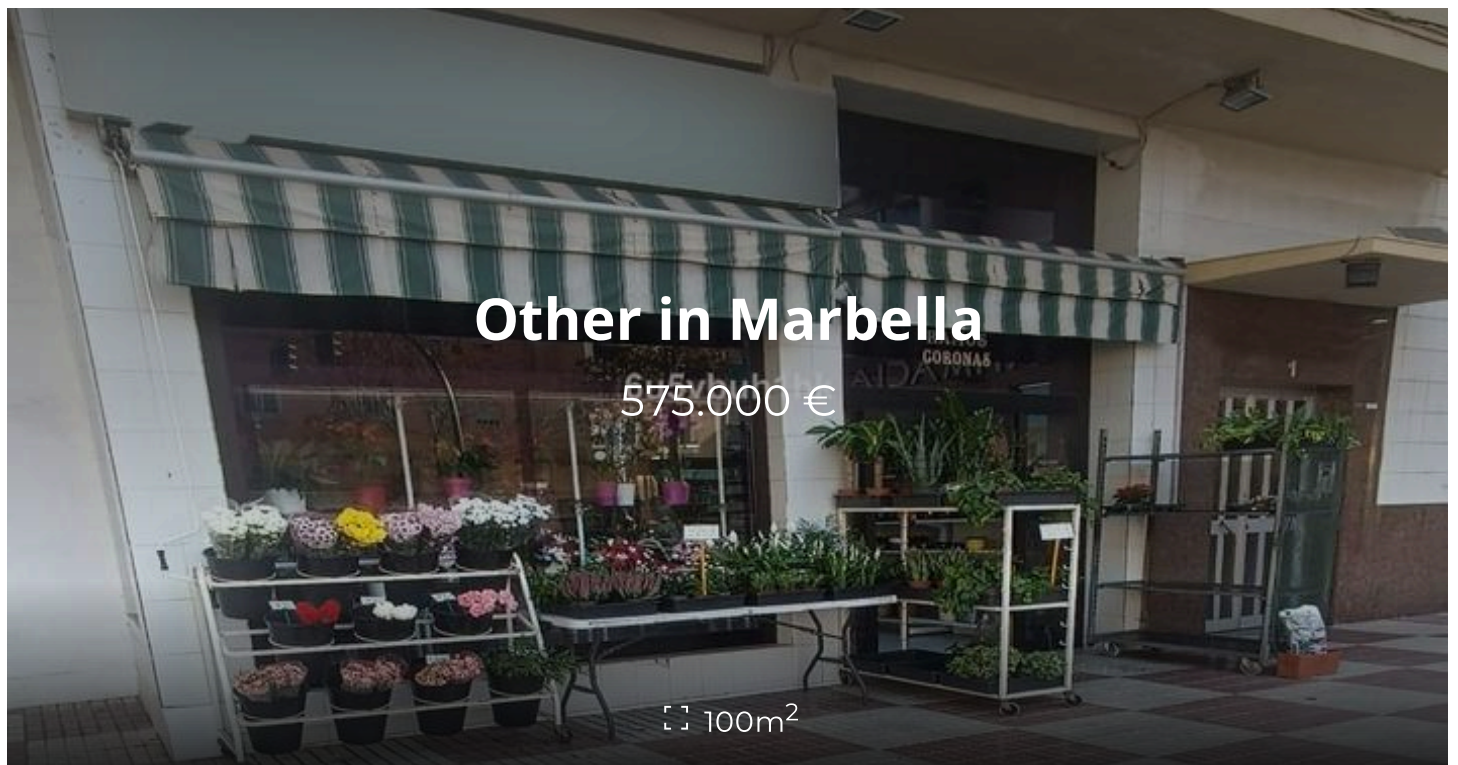 Other in Marbella
CORONAS
575.000 €
1
100m²